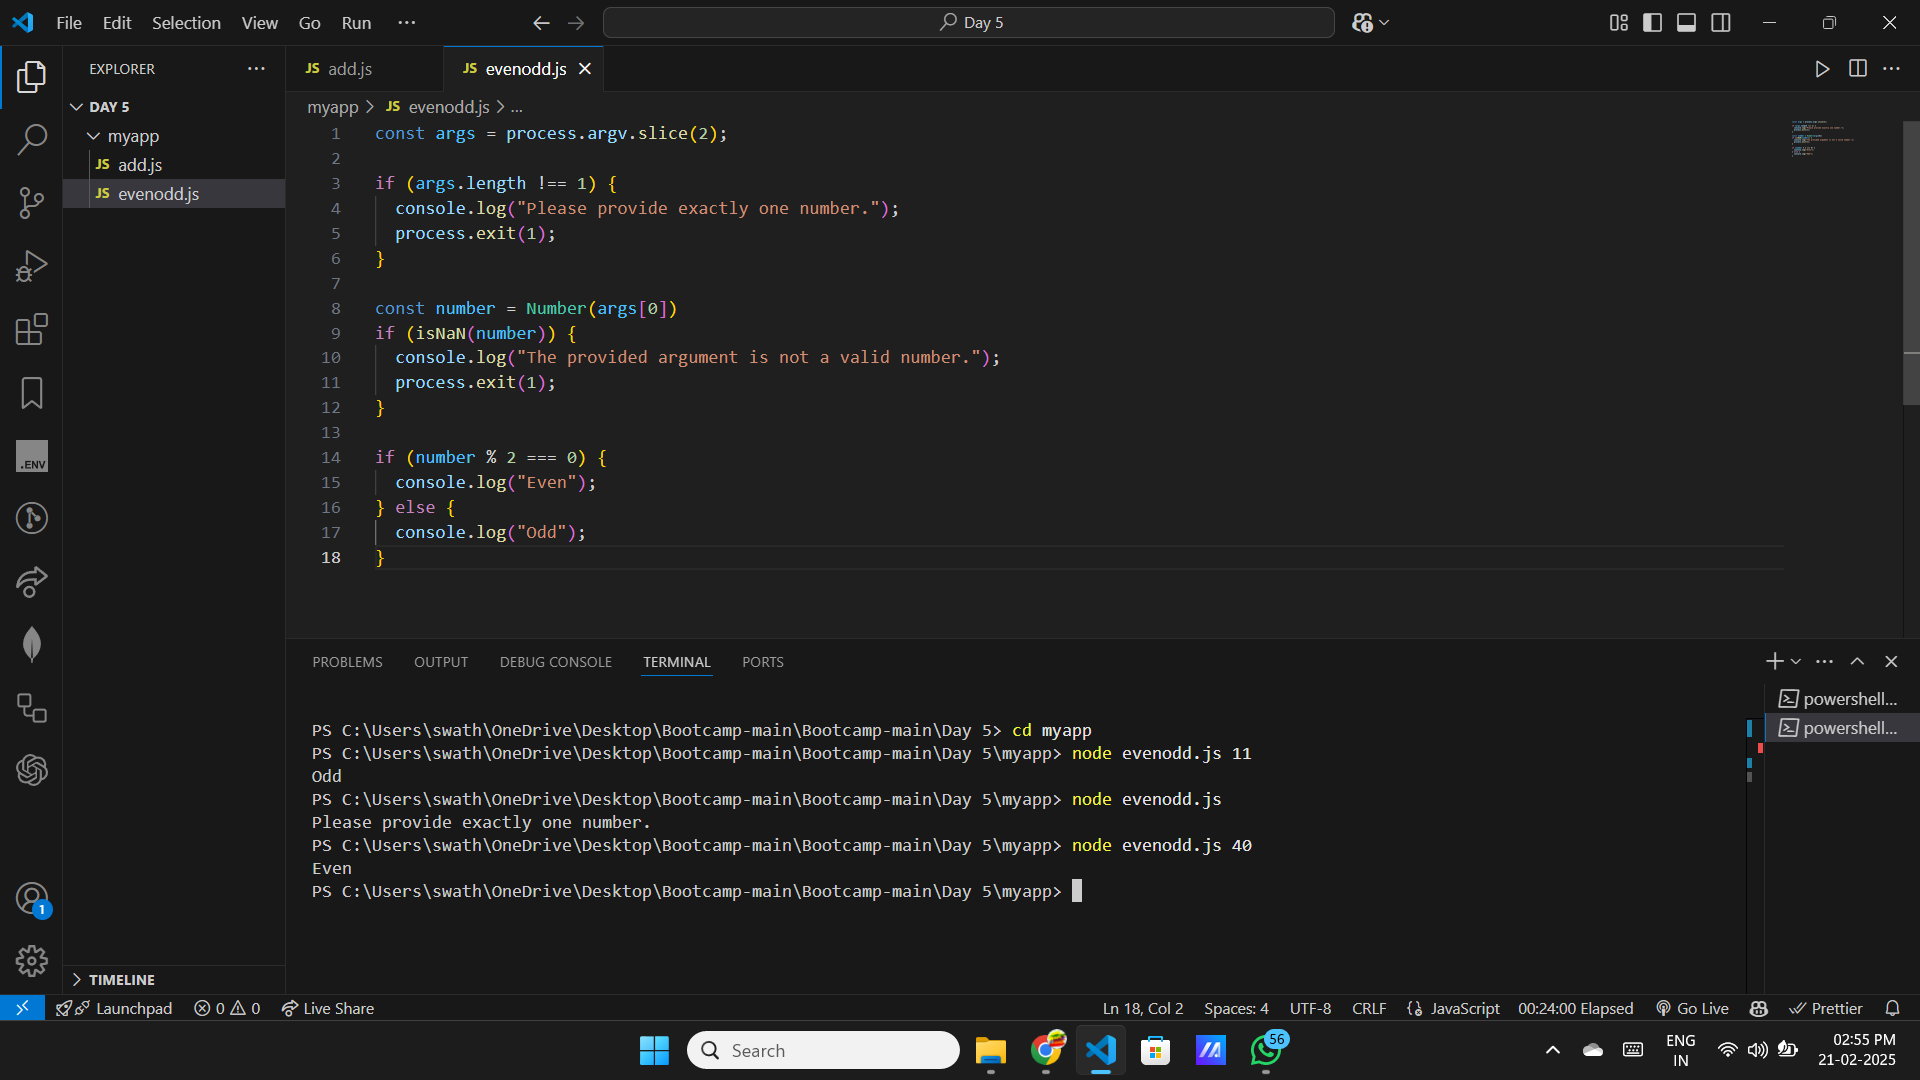 File Edit Selection View Go Run ···
Day 5
EXPLORER ···
JS add.js
JS evenodd.js
DAY 5
myapp
JS add.js
JS evenodd.js
myapp > JS evenodd.js > ...
1 const args = process.argv.slice(2);
2
3 if (args.length !== 1) {
4 console.log("Please provide exactly one number.");
5 process.exit(1);
6 }
7
8 const number = Number(args[0])
9 if (isNaN(number)) {
10 console.log("The provided argument is not a valid number.");
11 process.exit(1);
12 }
13
14 if (number % 2 === 0) {
15 console.log("Even");
16 } else {
17 console.log("Odd");
18 }
.ENV
PROBLEMS OUTPUT DEBUG CONSOLE TERMINAL PORTS
powershell...
powershell...
PS C:\Users\swath\OneDrive\Desktop\Bootcamp-main\Bootcamp-main\Day 5> cd myapp
PS C:\Users\swath\OneDrive\Desktop\Bootcamp-main\Bootcamp-main\Day 5\myapp> node evenodd.js 11
Odd
PS C:\Users\swath\OneDrive\Desktop\Bootcamp-main\Bootcamp-main\Day 5\myapp> node evenodd.js
Please provide exactly one number.
PS C:\Users\swath\OneDrive\Desktop\Bootcamp-main\Bootcamp-main\Day 5\myapp> node evenodd.js 40
Even
PS C:\Users\swath\OneDrive\Desktop\Bootcamp-main\Bootcamp-main\Day 5\myapp>
1
TIMELINE
Launchpad 0 0 Live Share
Ln 18, Col 2 Spaces: 4 UTF-8 CRLF {} JavaScript 00:24:00 Elapsed Go Live Prettier
Search
56
ENG
IN
02:55 PM
21-02-2025